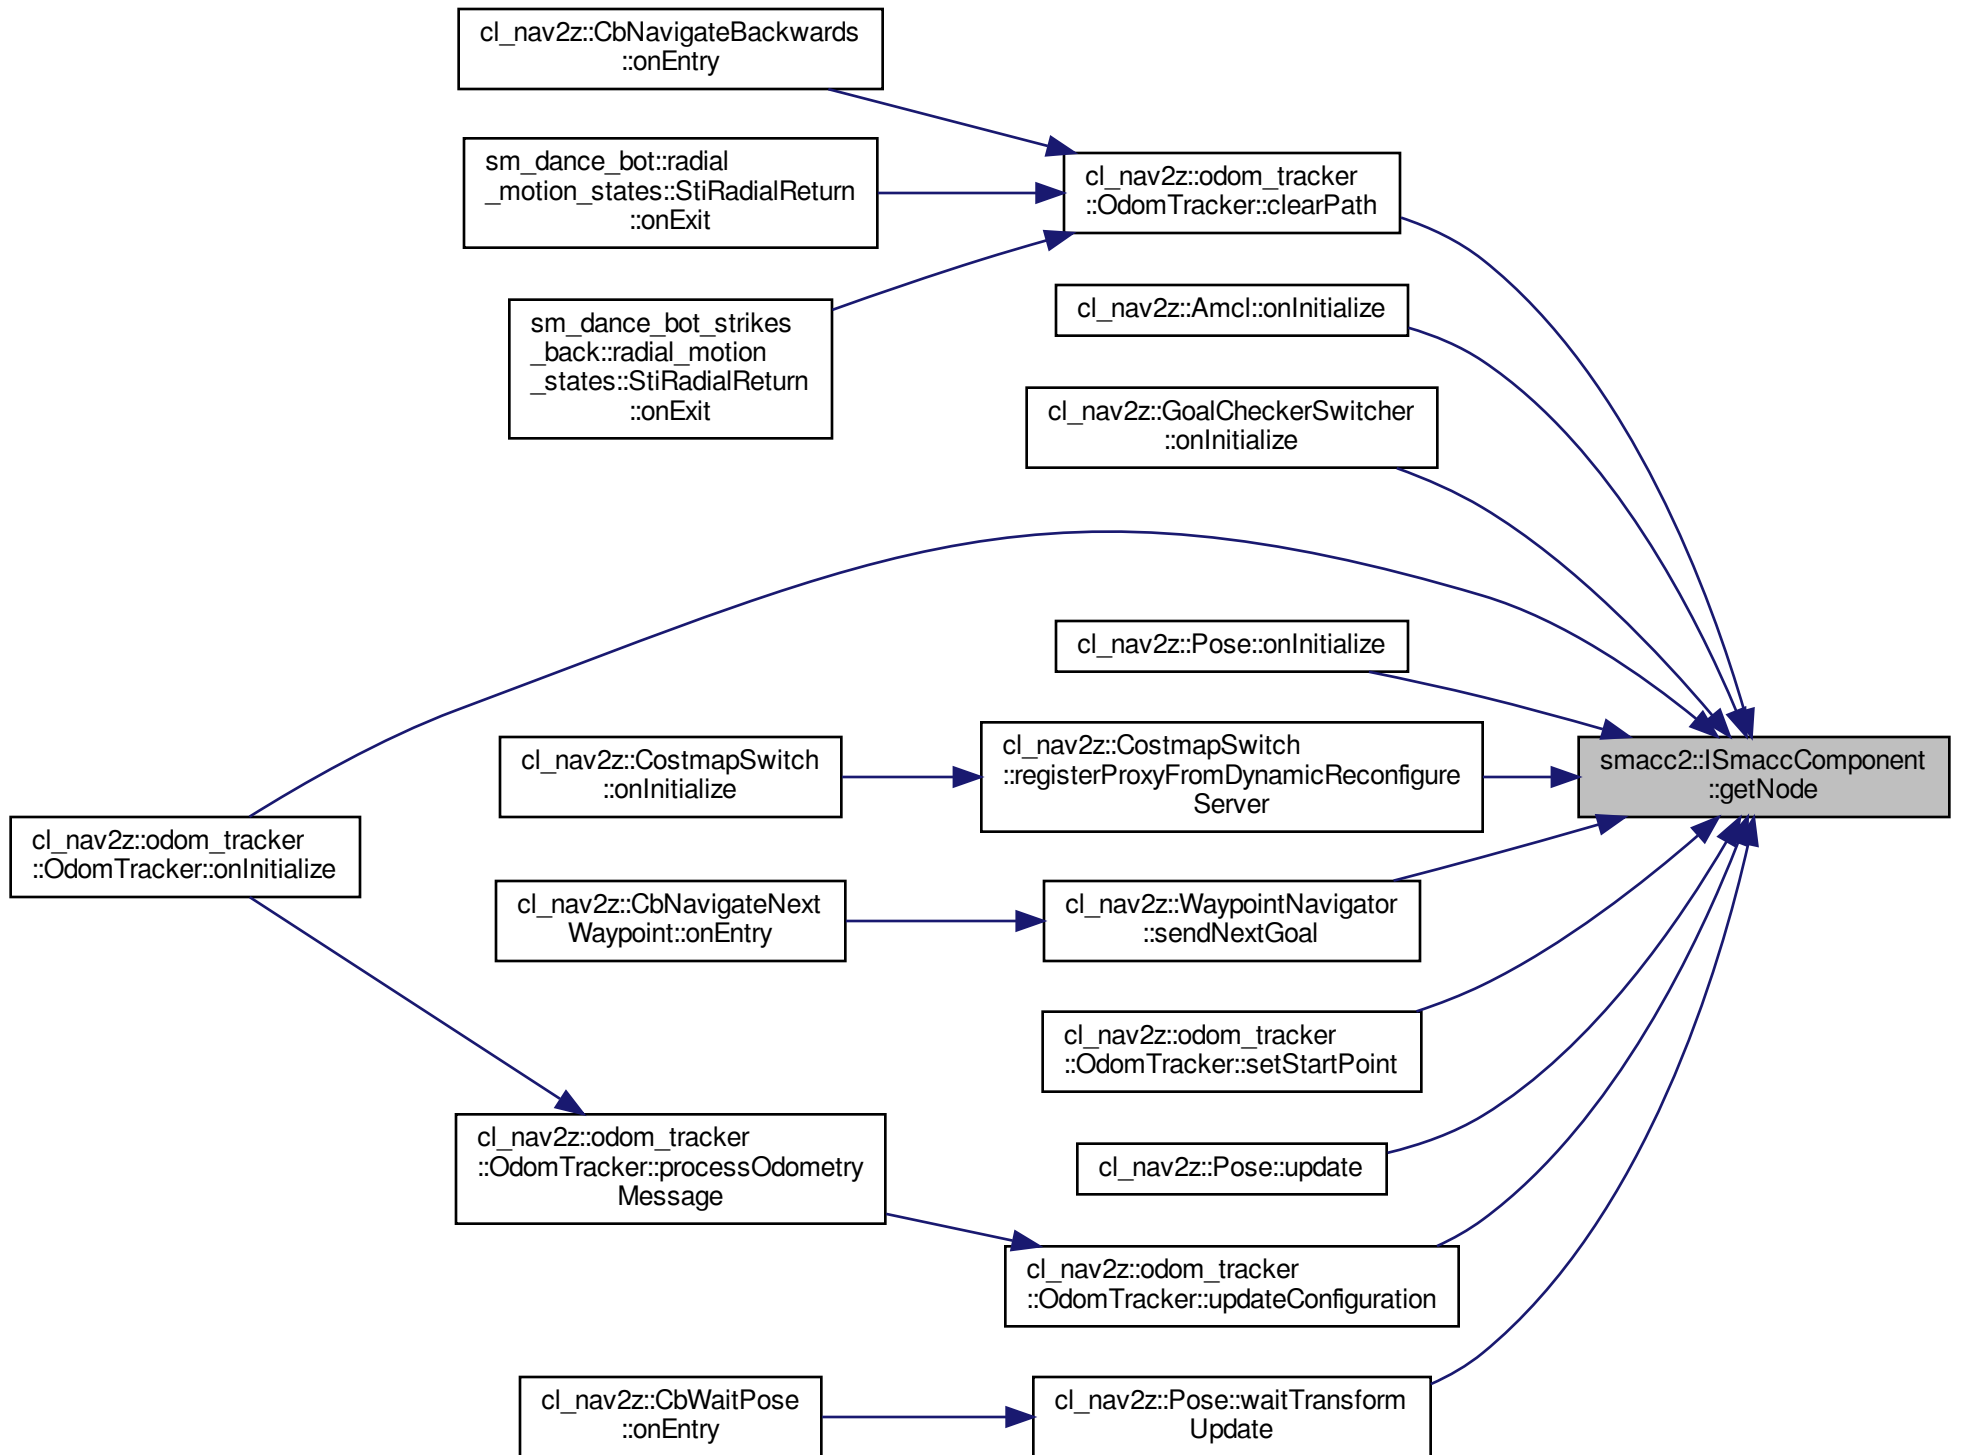 cl_nav2z::CbNavigateBackwards
::onEntry
sm_dance_bot::radial
_motion_states::StiRadialReturn
::onExit
cl_nav2z::odom_tracker
::OdomTracker::clearPath
sm_dance_bot_strikes
_back::radial_motion
_states::StiRadialReturn
::onExit
cl_nav2z::Amcl::onInitialize
cl_nav2z::GoalCheckerSwitcher
::onInitialize
cl_nav2z::Pose::onInitialize
cl_nav2z::CostmapSwitch
::onInitialize
cl_nav2z::CostmapSwitch
::registerProxyFromDynamicReconfigure
Server
smacc2::ISmaccComponent
::getNode
cl_nav2z::odom_tracker
::OdomTracker::onInitialize
cl_nav2z::CbNavigateNext
Waypoint::onEntry
cl_nav2z::WaypointNavigator
::sendNextGoal
cl_nav2z::odom_tracker
::OdomTracker::setStartPoint
cl_nav2z::odom_tracker
::OdomTracker::processOdometry
Message
cl_nav2z::Pose::update
cl_nav2z::odom_tracker
::OdomTracker::updateConfiguration
cl_nav2z::CbWaitPose
::onEntry
cl_nav2z::Pose::waitTransform
Update